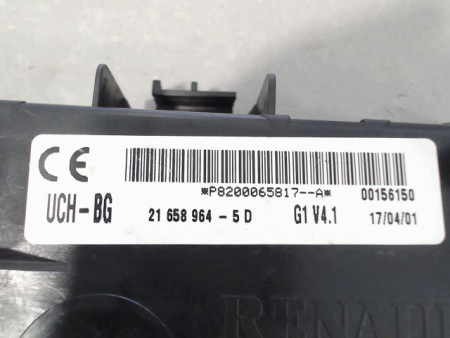 CE
*P8200065817--A* 00156150
UCH-BG 21 658 964 - 5 D G1 V4.1 17/04/01
RENAULT